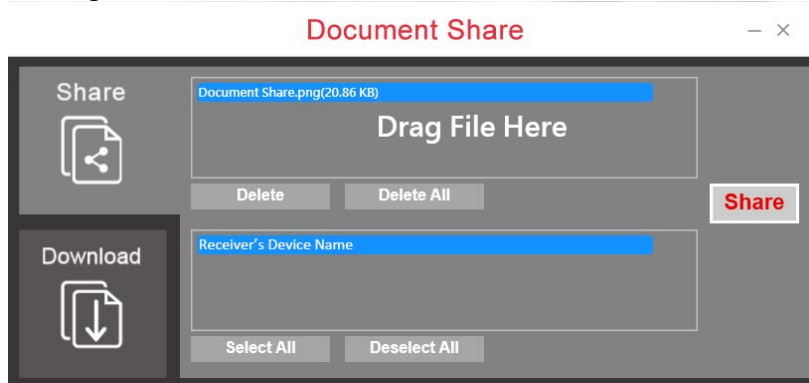 Document Share
Share
Document Share.png(20.86 KB)
Drag File Here
Delete Delete All
Share
Download
Receiver's Device Name
Select All Deselect All